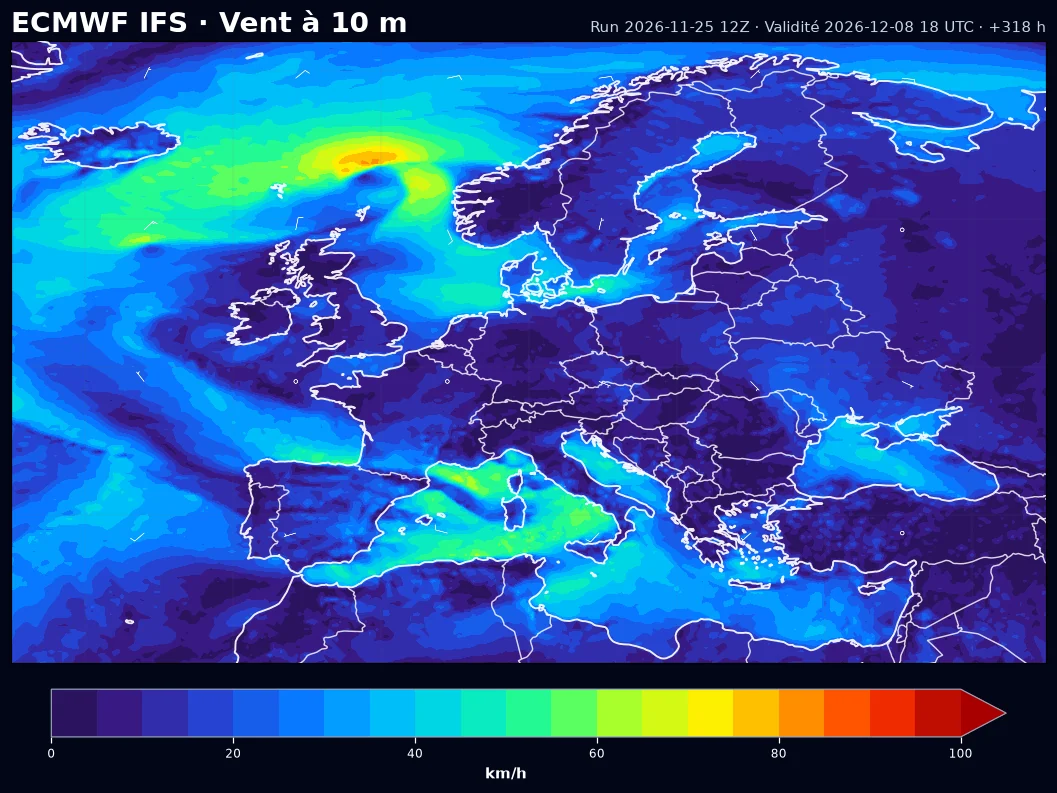 ECMWF IFS · Vent à 10 m
Run 2026-11-25 12Z · Validité 2026-12-08 18 UTC · +318 h
0 20 40 60 80 100
km/h